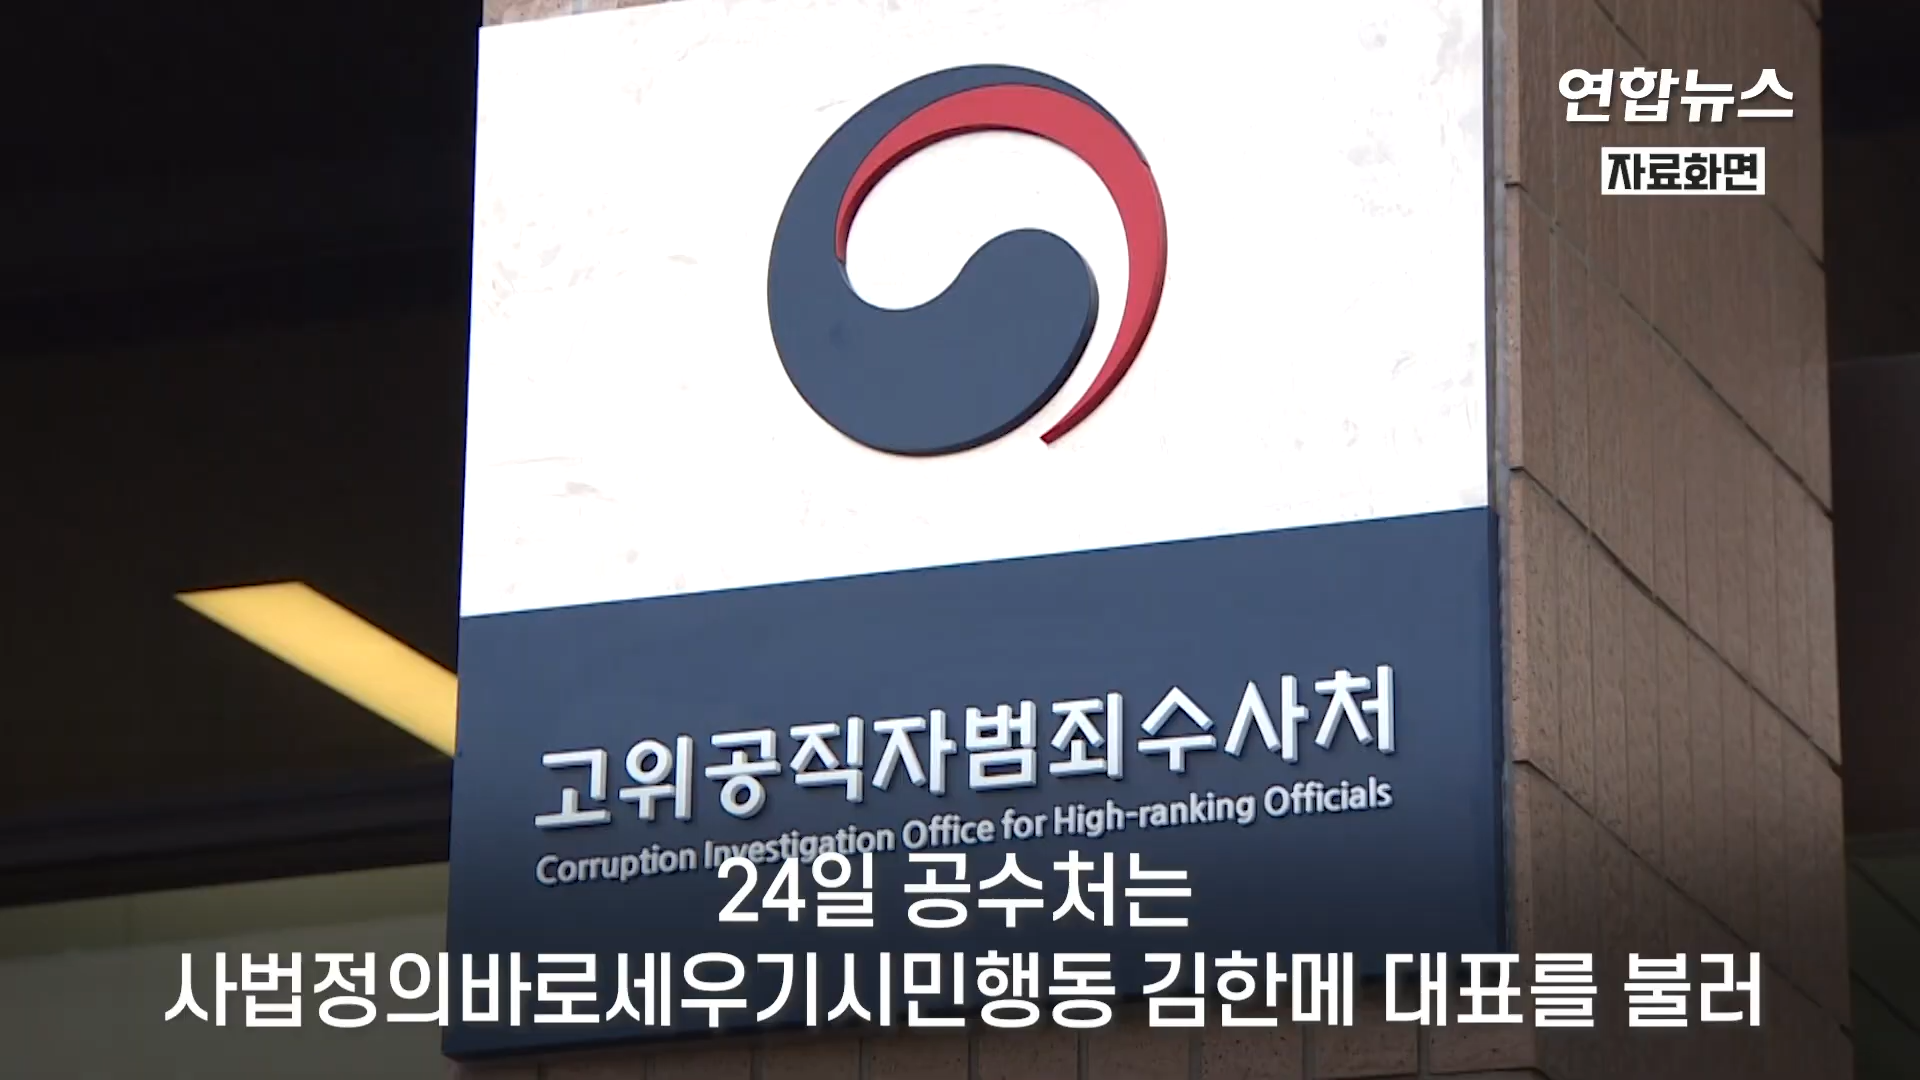 연합뉴스
자료화면
고위공직자범죄수사처
Corruption Investigation Office for High-ranking Officials
24일 공수처는
사법정의바로세우기시민행동 김한메 대표를 불러